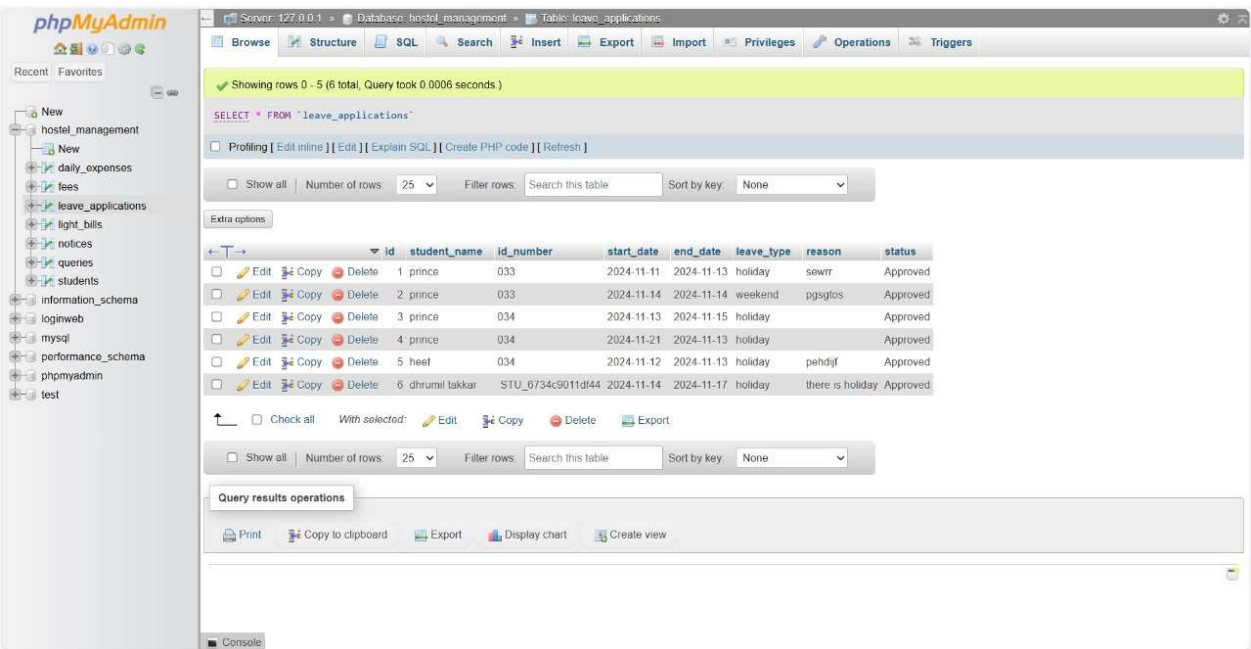 phpMyAdmin
Recent Favorites
New
hostel_management
New
daily_expenses
fees
leave_applications
light_bills
notices
queries
students
information_schema
loginweb
mysql
performance_schema
phpmyadmin
test
Server: 127.0.0.1 » Database: hostel_management » Table: leave_applications
Browse Structure SQL Search Insert Export Import Privileges Operations Triggers
Showing rows 0 - 5 (6 total, Query took 0.0006 seconds.)
SELECT * FROM `leave_applications`
Profiling [ Edit inline ] [ Edit ] [ Explain SQL ] [ Create PHP code ] [ Refresh ]
Show all Number of rows: 25 Filter rows: Search this table Sort by key: None
Extra options
id student_name id_number start_date end_date leave_type reason status
Edit Copy Delete 1 prince 033 2024-11-11 2024-11-13 holiday sewrr Approved
Edit Copy Delete 2 prince 033 2024-11-14 2024-11-14 weekend pgsgtos Approved
Edit Copy Delete 3 prince 034 2024-11-13 2024-11-15 holiday Approved
Edit Copy Delete 4 prince 034 2024-11-21 2024-11-13 holiday Approved
Edit Copy Delete 5 heet 034 2024-11-12 2024-11-13 holiday pehdijf Approved
Edit Copy Delete 6 dhrumil takkar STU_6734c9011df44 2024-11-14 2024-11-17 holiday there is holiday Approved
Check all With selected: Edit Copy Delete Export
Show all Number of rows: 25 Filter rows: Search this table Sort by key: None
Query results operations
Print Copy to clipboard Export Display chart Create view
Console